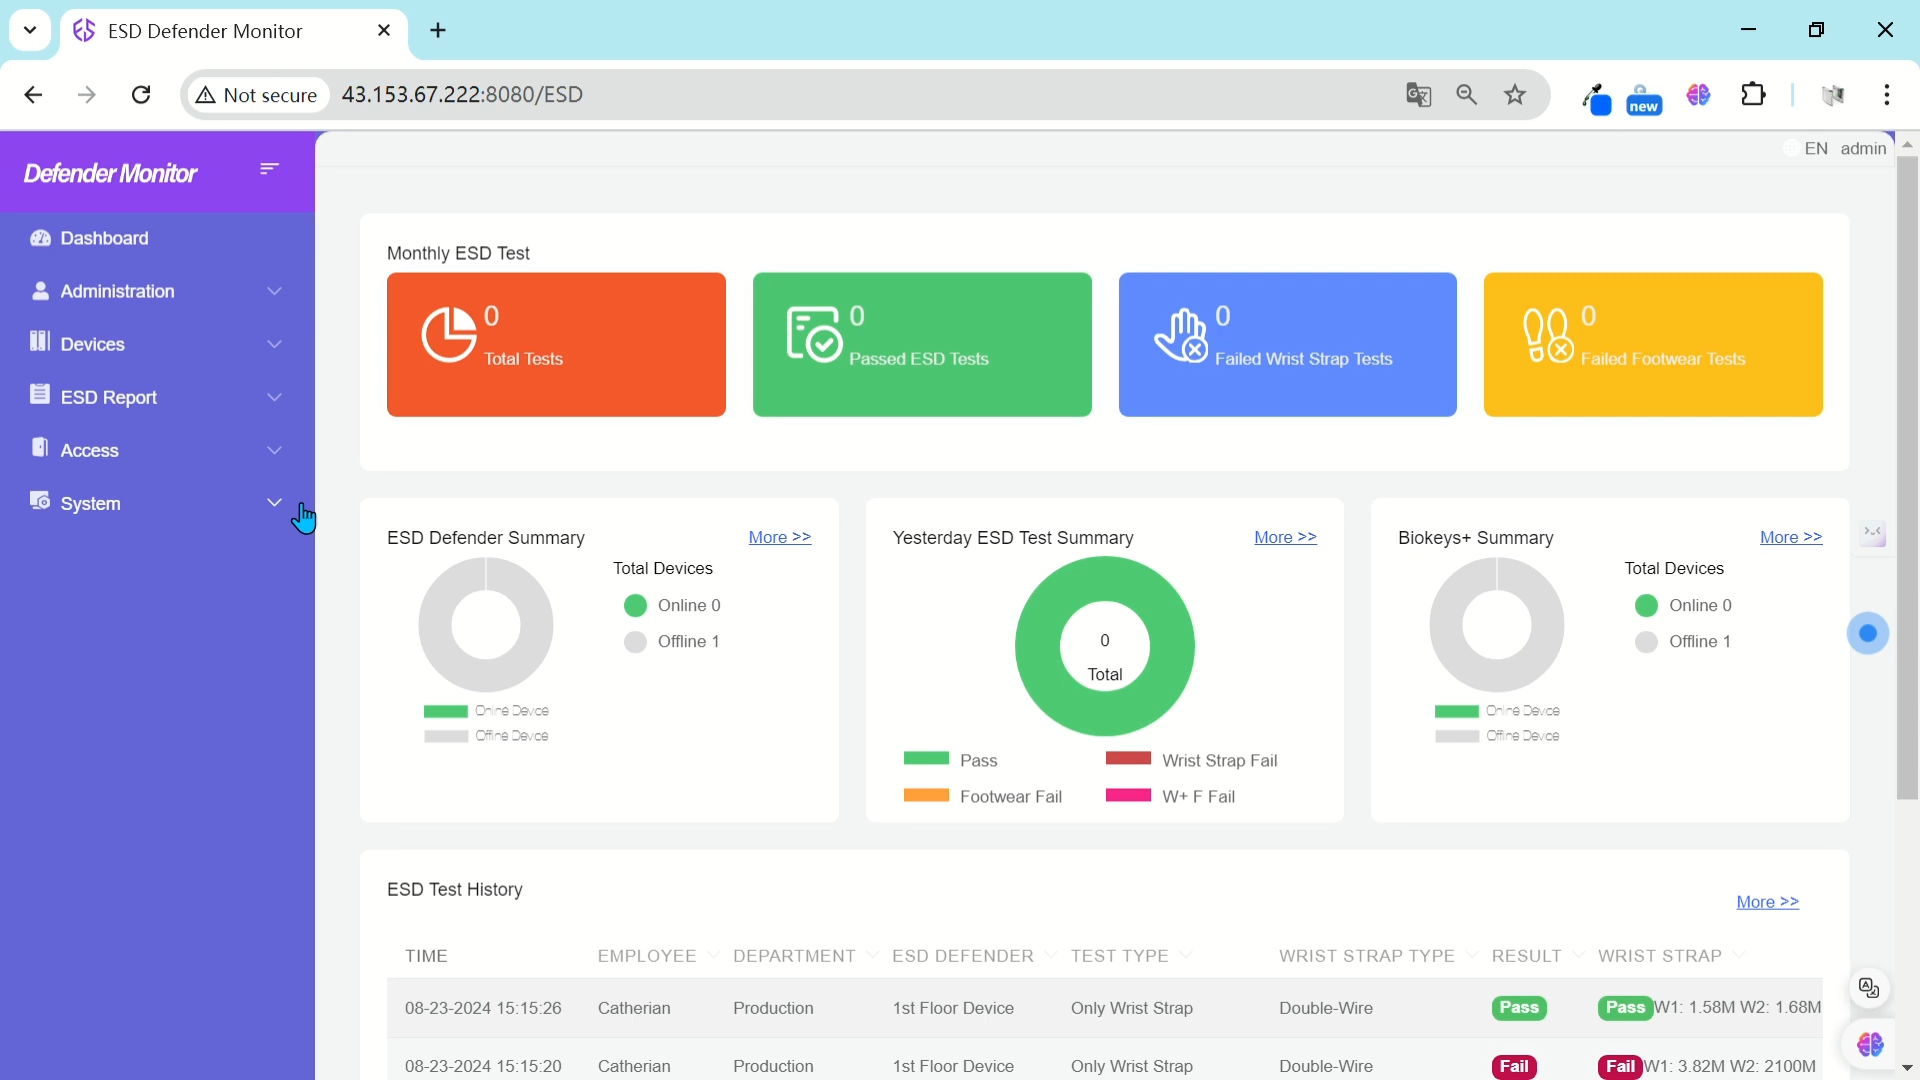 ESD Defender Monitor
Not secure
43.153.67.222:8080/ESD
new
Defender Monitor
EN admin
Dashboard
Administration
Devices
ESD Report
Access
System
Monthly ESD Test
0
Total Tests
0
Passed ESD Tests
0
Failed Wrist Strap Tests
0
Failed Footwear Tests
ESD Defender Summary
More >>
Total Devices
Online 0
Offline 1
Online Device
Offline Device
Yesterday ESD Test Summary
More >>
0
Total
Pass
Wrist Strap Fail
Footwear Fail
W+ F Fail
Biokeys+ Summary
More >>
Total Devices
Online 0
Offline 1
Online Device
Offline Device
ESD Test History
More >>
TIME EMPLOYEE DEPARTMENT ESD DEFENDER TEST TYPE WRIST STRAP TYPE RESULT WRIST STRAP
08-23-2024 15:15:26 Catherian Production 1st Floor Device Only Wrist Strap Double-Wire Pass Pass W1: 1.58M W2: 1.68M
08-23-2024 15:15:20 Catherian Production 1st Floor Device Only Wrist Strap Double-Wire Fail Fail W1: 3.82M W2: 2100M